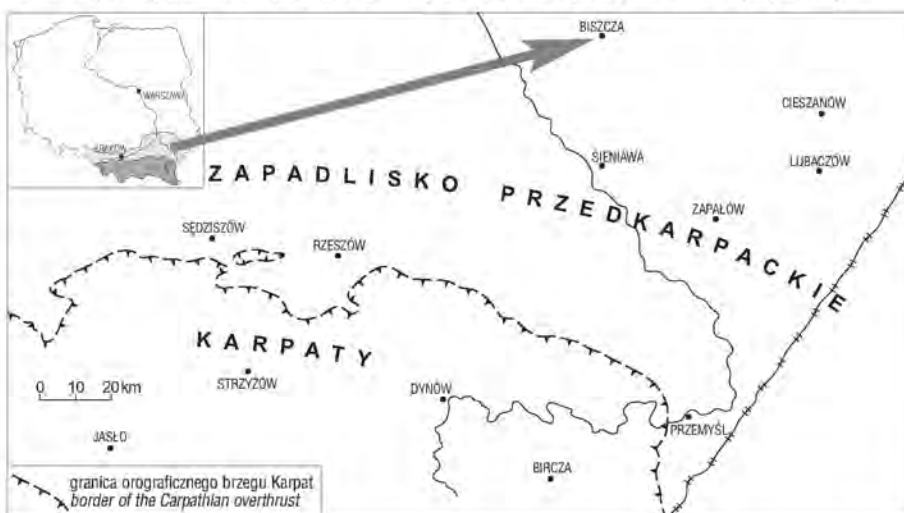 BISZCZA
WARSZAWA
CIESZANÓW
KRAKÓW
SIENIAWA
LUBACZÓW
ZAPADLISKO PRZEDKARPACKIE
ZAPAŁÓW
SĘDZISZÓW
RZESZÓW
KARPATY
0 10 20 km
STRZYŻÓW
DYNÓW
PRZEMYŚL
JASŁO
BIRCZA
granica orograficznego brzegu Karpat
border of the Carpathian overthrust